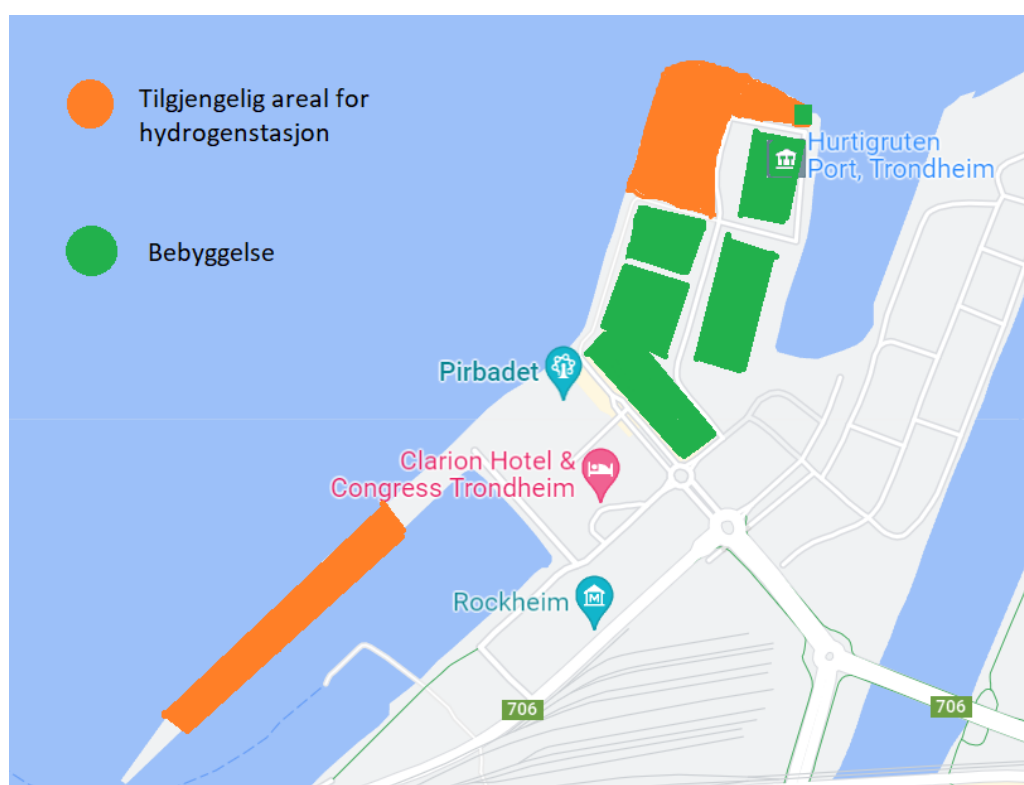 Tilgjengelig areal for
hydrogenstasjon
Bebyggelse
Hurtigruten
Port, Trondheim
Pirbadet
Clarion Hotel &
Congress Trondheim
Rockheim
M
706
706